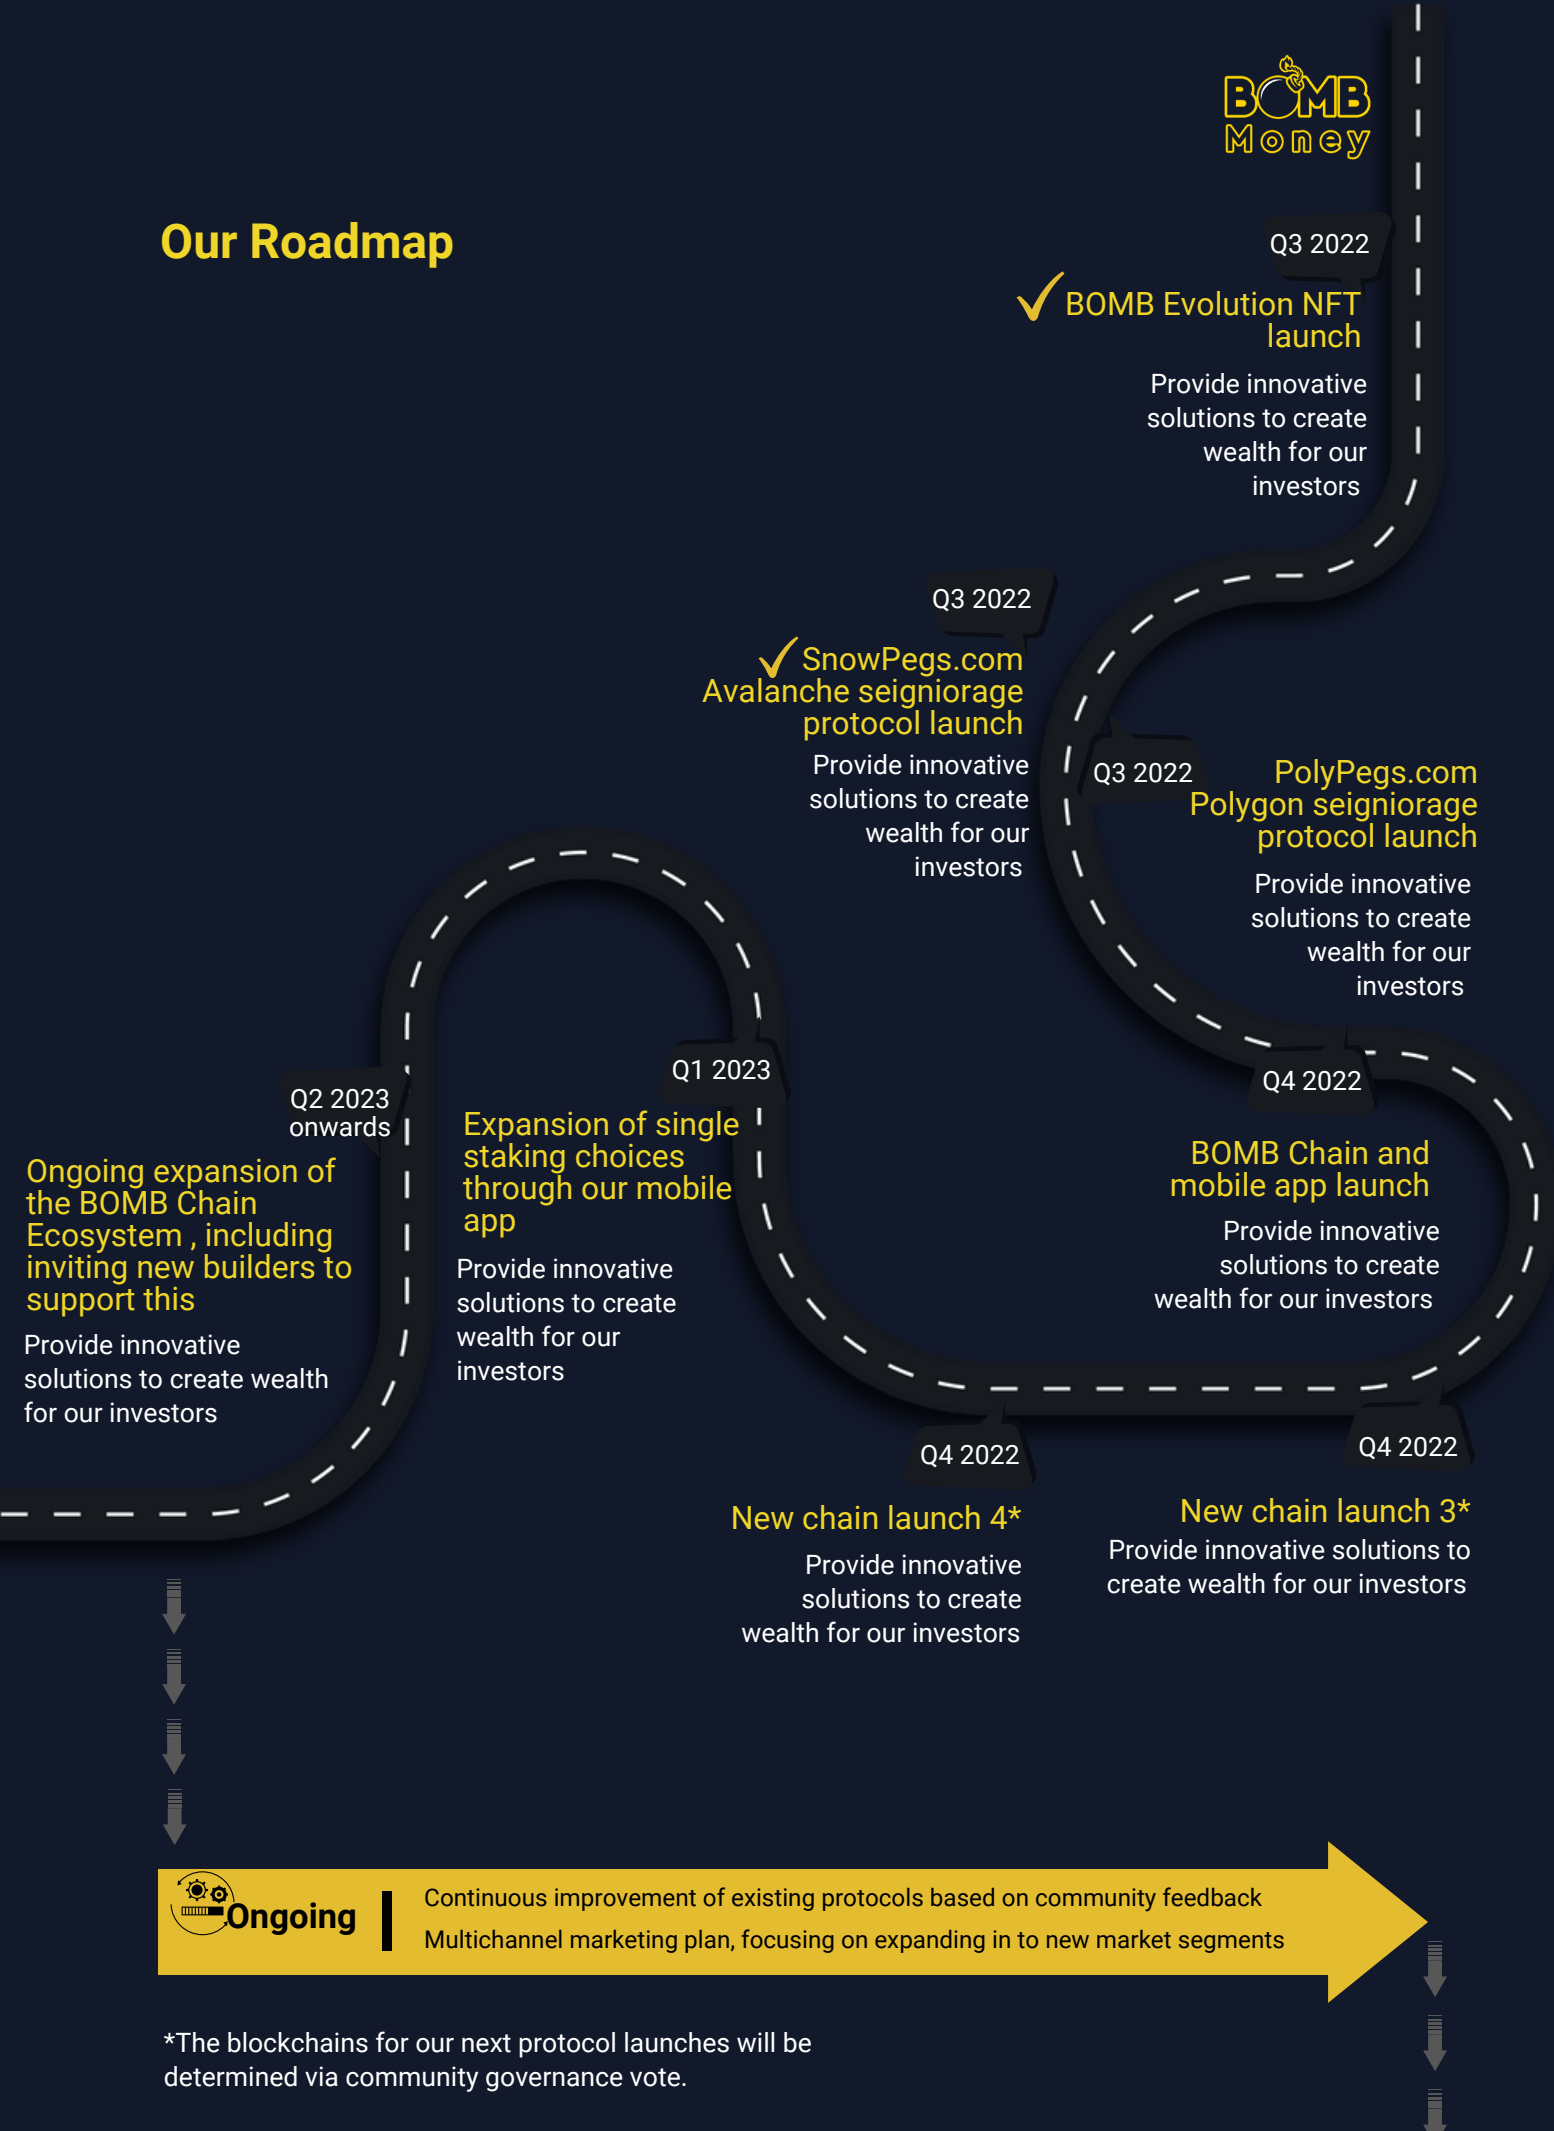 BOMB
Money
Our Roadmap
Q3 2022
BOMB Evolution NFT
launch
Provide innovative
solutions to create
wealth for our
investors
Q3 2022
SnowPegs.com
Avalanche seigniorage
protocol launch
Provide innovative
solutions to create
wealth for our
investors
Q3 2022
PolyPegs.com
Polygon seigniorage
protocol launch
Provide innovative
solutions to create
wealth for our
investors
Q4 2022
BOMB Chain and
mobile app launch
Provide innovative
solutions to create
wealth for our investors
Q4 2022
New chain launch 3*
Provide innovative solutions to
create wealth for our investors
Q4 2022
New chain launch 4*
Provide innovative
solutions to create
wealth for our investors
Q1 2023
Expansion of single
staking choices
through our mobile
app
Provide innovative
solutions to create
wealth for our
investors
Q2 2023
onwards
Ongoing expansion of
the BOMB Chain
Ecosystem , including
inviting new builders to
support this
Provide innovative
solutions to create wealth
for our investors
Ongoing
Continuous improvement of existing protocols based on community feedback
Multichannel marketing plan, focusing on expanding in to new market segments
*The blockchains for our next protocol launches will be
determined via community governance vote.